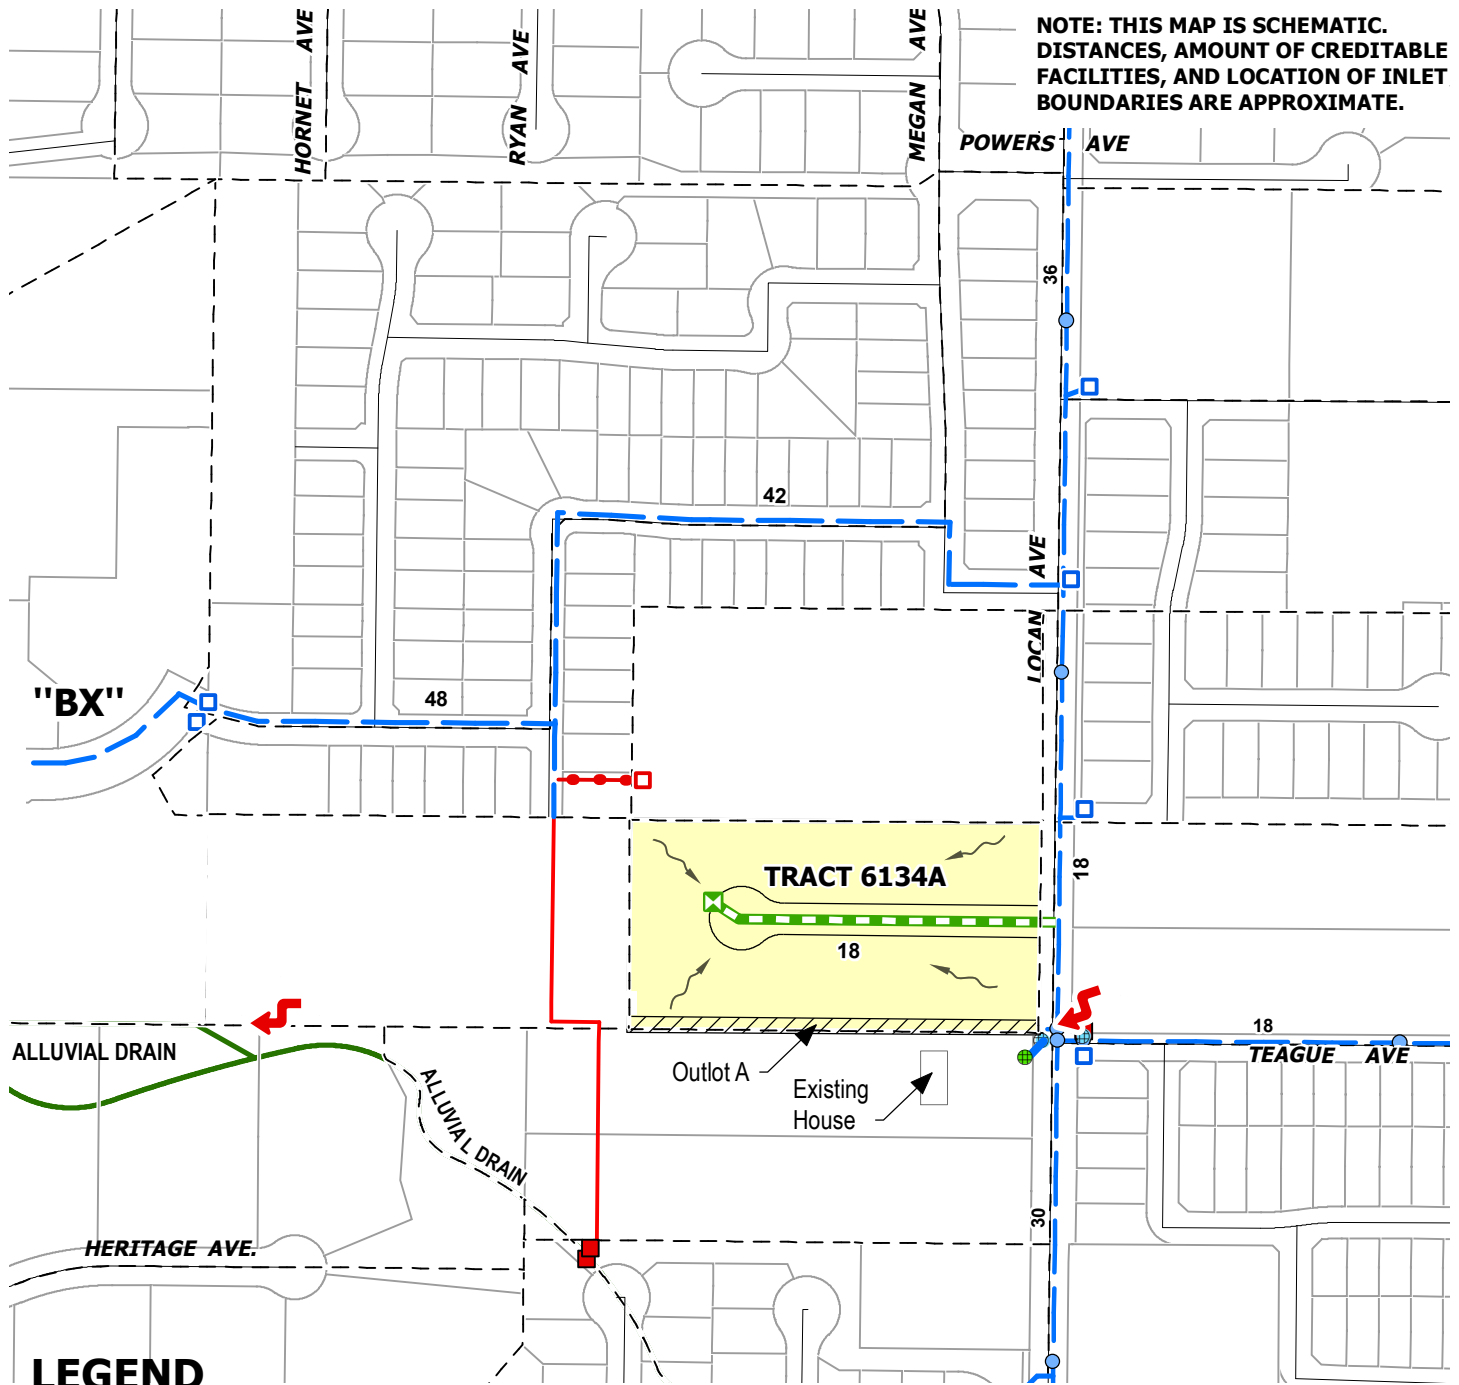 NOTE: THIS MAP IS SCHEMATIC.
DISTANCES, AMOUNT OF CREDITABLE
FACILITIES, AND LOCATION OF INLET
BOUNDARIES ARE APPROXIMATE.
HORNET AVE
RYAN AVE
MEGAN AVE
POWERS AVE
36
42
LOCAN AVE
"BX"
48
TRACT 6134A
18
18
18
TEAGUE AVE
ALLUVIAL DRAIN
ALLUVIAL DRAIN
Outlot A
Existing
House
30
HERITAGE AVE.
LEGEND